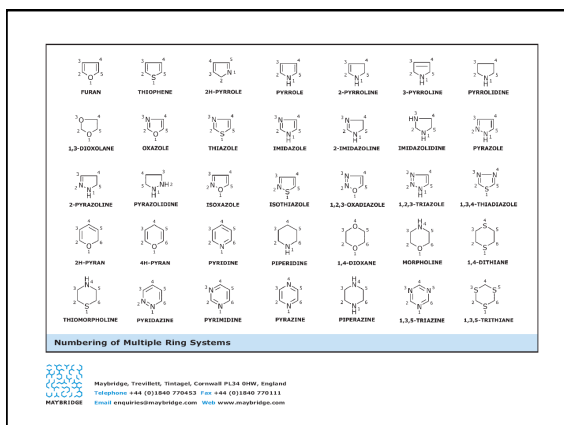 FURAN THIOPHENE 2H-PYRROLE PYRROLE 2-PYRROLINE 3-PYRROLINE PYRROLIDINE
1,3-DIOXOLANE OXAZOLE THIAZOLE IMIDAZOLE 2-IMIDAZOLINE IMIDAZOLIDINE PYRAZOLE
2-PYRAZOLINE PYRAZOLIDINE ISOXAZOLE ISOTHIAZOLE 1,2,3-OXADIAZOLE 1,2,3-TRIAZOLE 1,3,4-THIADIAZOLE
2H-PYRAN 4H-PYRAN PYRIDINE PIPERIDINE 1,4-DIOXANE MORPHOLINE 1,4-DITHIANE
THIOMORPHOLINE PYRIDAZINE PYRIMIDINE PYRAZINE PIPERAZINE 1,3,5-TRIAZINE 1,3,5-TRITHIANE
Numbering of Multiple Ring Systems
Maybridge, Trevillett, Tintagel, Cornwall PL34 0HW, England
Telephone +44 (0)1840 770453 Fax +44 (0)1840 770111
MAYBRIDGE Email enquiries@maybridge.com Web www.maybridge.com